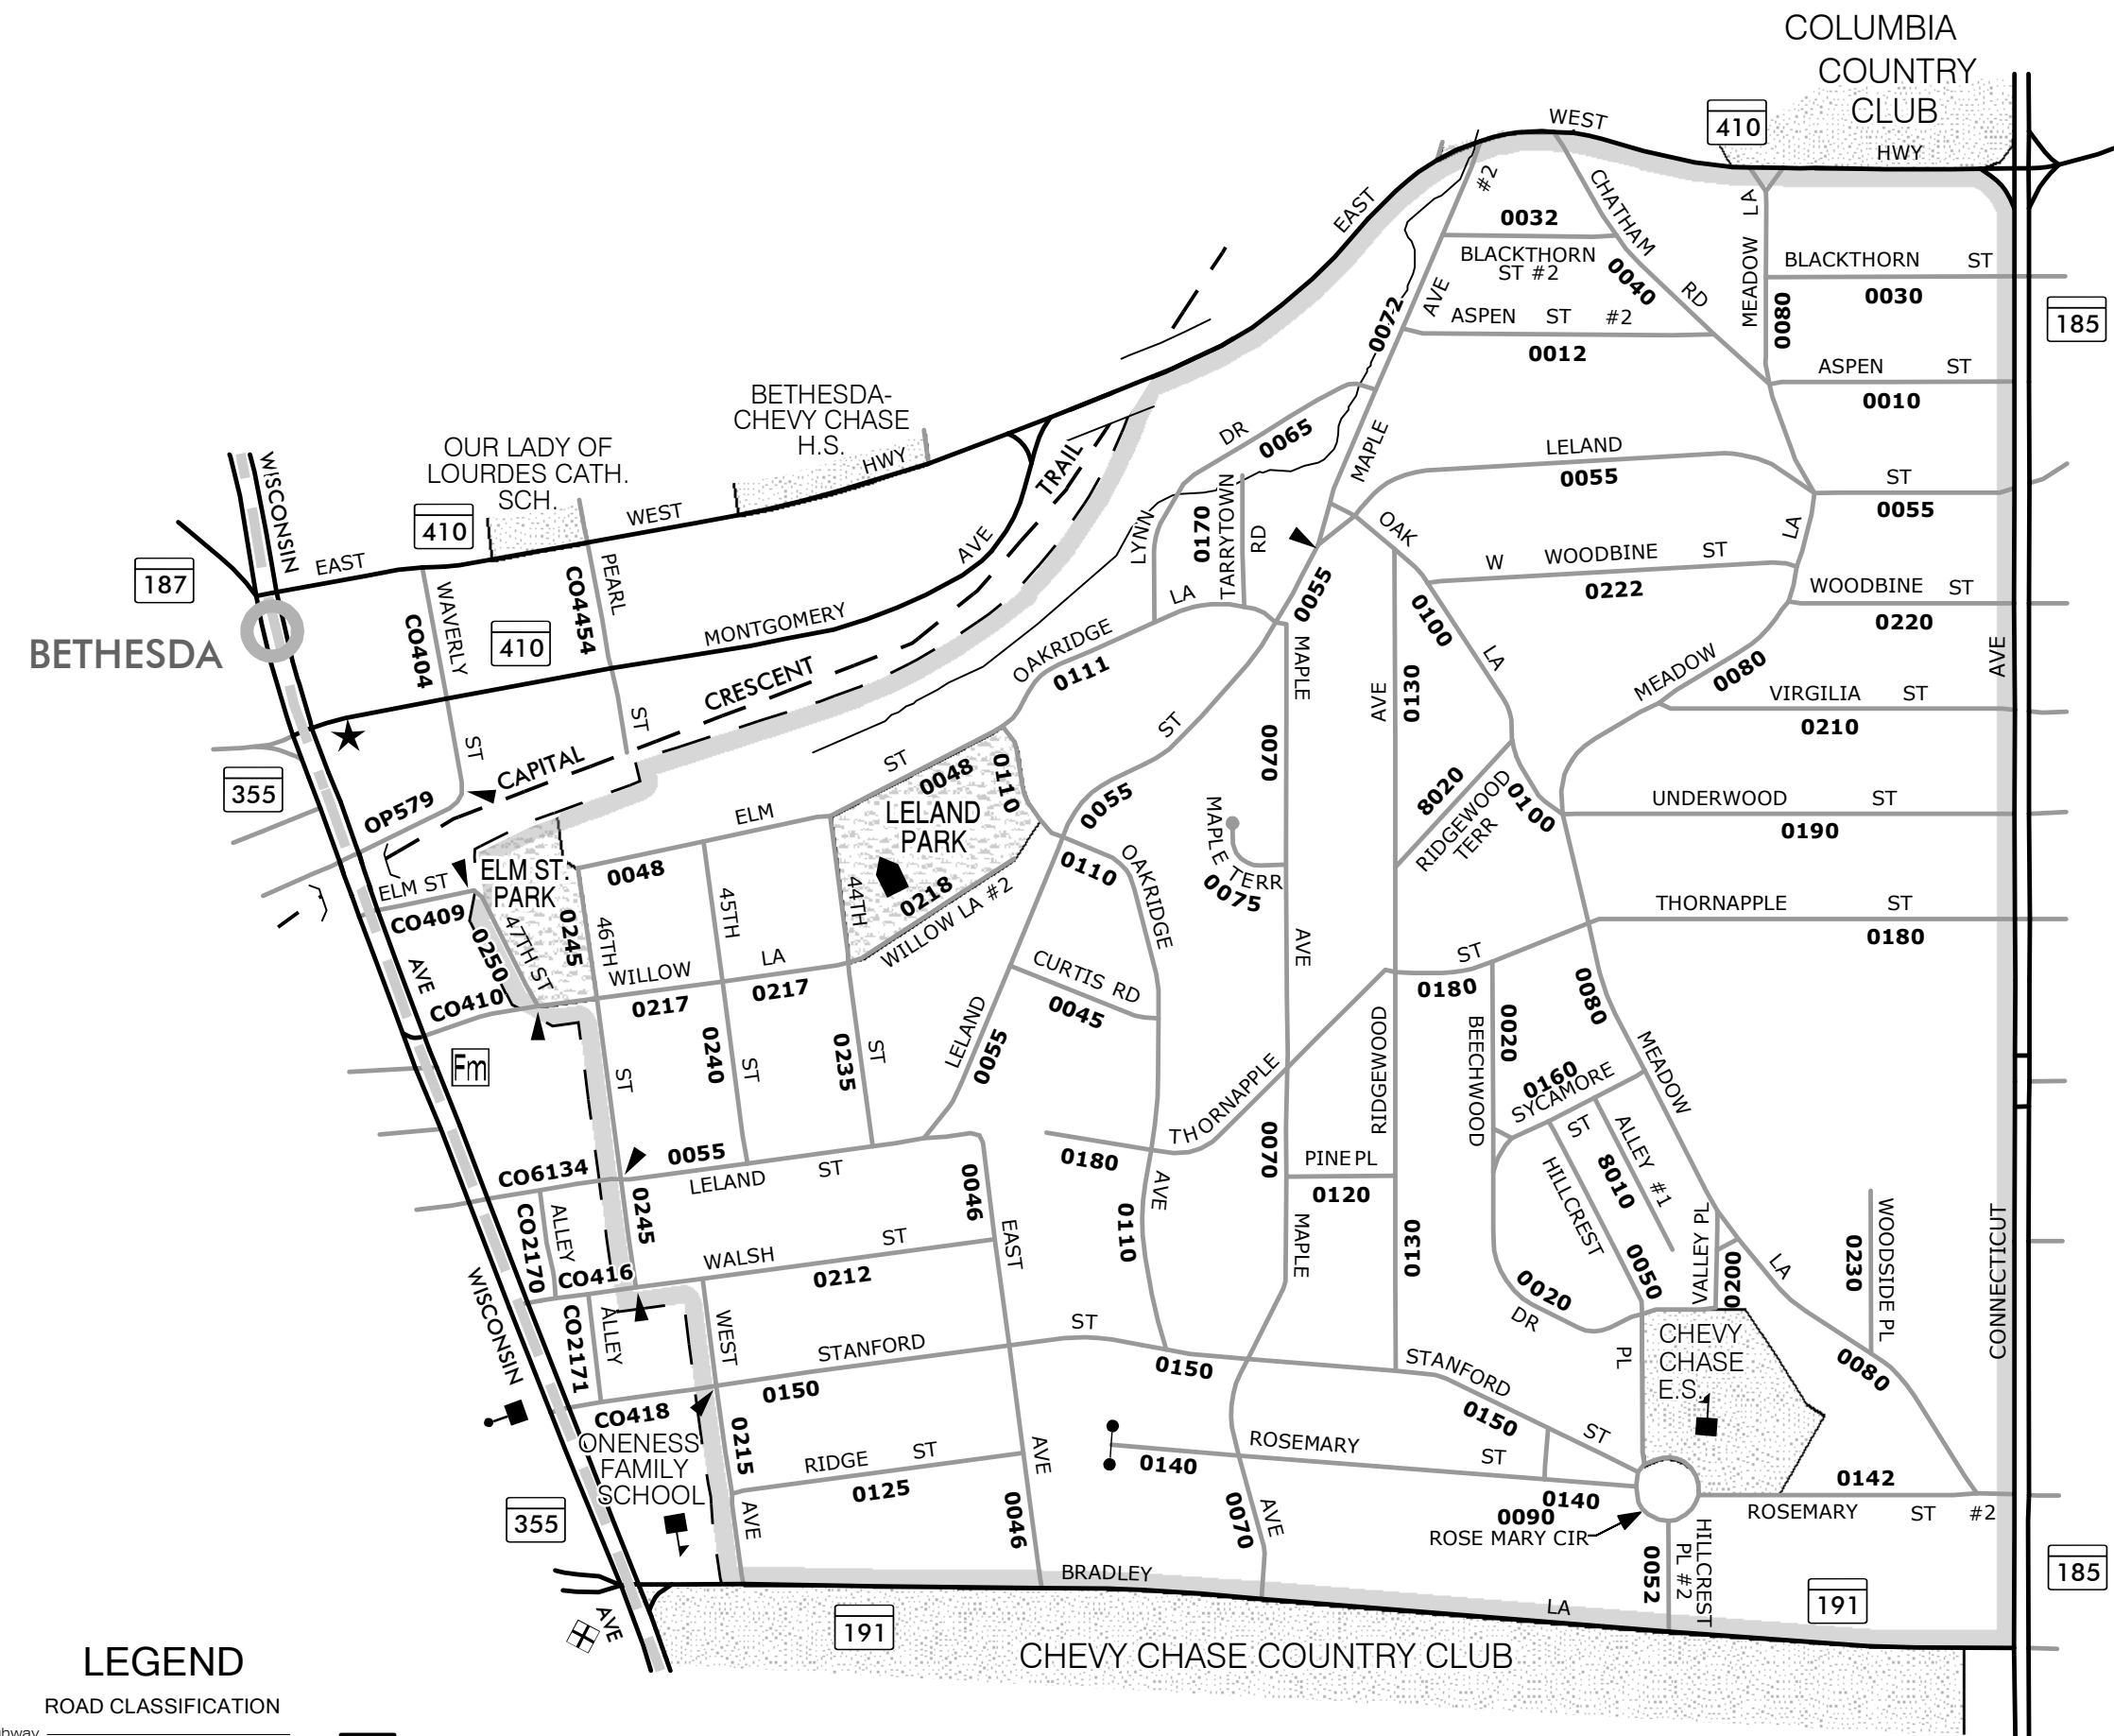 COLUMBIA
COUNTRY
CLUB
WEST
410
HWY
#2
CHATHAM
MEADOW LA
0032
BLACKTHORN
ST #2
0040
RD
BLACKTHORN ST
0030
0080
185
EAST
AVE
0072
ASPEN ST #2
0012
ASPEN ST
0010
BETHESDA-
CHEVY CHASE
H.S.
HWY
OUR LADY OF
LOURDES CATH.
SCH.
WISCONSIN
410
WEST
EAST
187
BETHESDA
CO404
WAVERLY
ST
410
CO4454
PEARL
ST
MONTGOMERY
AVE
TRAIL
CRESCENT
CAPITAL
DR
0065
MAPLE
LELAND
0055
ST
0055
LYNN
0170
TARRYTOWN
RD
OAK
LA
W WOODBINE ST
0222
WOODBINE ST
0220
LA
0055
0100
LA
OAKRIDGE
0111
MAPLE
AVE
0130
MEADOW
0080
VIRGILIA ST
0210
AVE
355
OP579
ST
0048
0110
ST
0055
0070
8020
RIDGEWOOD
TERR
0100
UNDERWOOD ST
0190
ELM
LELAND
PARK
MAPLE TERR
0075
ELM ST
CO409
ELM ST.
PARK
0048
45TH
44TH
0218
WILLOW LA #2
0110
OAKRIDGE
THORNAPPLE ST
0180
AVE
0250
47TH ST
0245
46TH
WILLOW LA
0217
0217
CURTIS RD
0045
AVE
ST
0180
0080
CO410
Fm
ST
0240
ST
0235
ST
LELAND
0055
THORNAPPLE
RIDGEWOOD
BEECHWOOD
0020
0160
SYCAMORE
ST
MEADOW
CO6134
0055
LELAND ST
0046
0180
AVE
0070
PINE PL
0120
HILLCREST
8010
ALLEY #1
CO2170
ALLEY
0245
EAST
0110
MAPLE
0130
0050
VALLEY PL
0020
LA
0230
WOODSIDE PL
CONNECTICUT
CO416
WALSH ST
0212
0020
DR
WISCONSIN
CO2171
ALLEY
WEST
STANFORD ST
0150
0150
STANFORD
0150
ST
PL
CHEVY
CHASE
E.S.
0080
CO418
ONENESS
FAMILY
SCHOOL
0215
RIDGE ST
0125
AVE
AVE
0046
0140
ROSEMARY ST
0140
0142
ROSEMARY ST #2
0090
ROSE MARY CIR
0070
AVE
0052
HILLCREST
PL #2
355
BRADLEY
LA
191
191
185
AVE
CHEVY CHASE COUNTRY CLUB
LEGEND
ROAD CLASSIFICATION